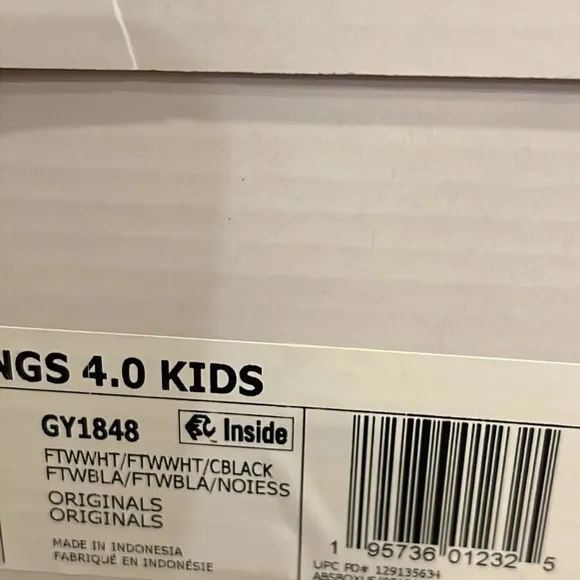 NGS 4.0 KIDS
GY1848
Inside
FTWWHT/FTWWHT/CBLACK
FTWBLA/FTWBLA/NOIESS
ORIGINALS
ORIGINALS
MADE IN INDONESIA
FABRIQUÉ EN INDONÉSIE
1 95736 01232 5
UPC PO# 129135634